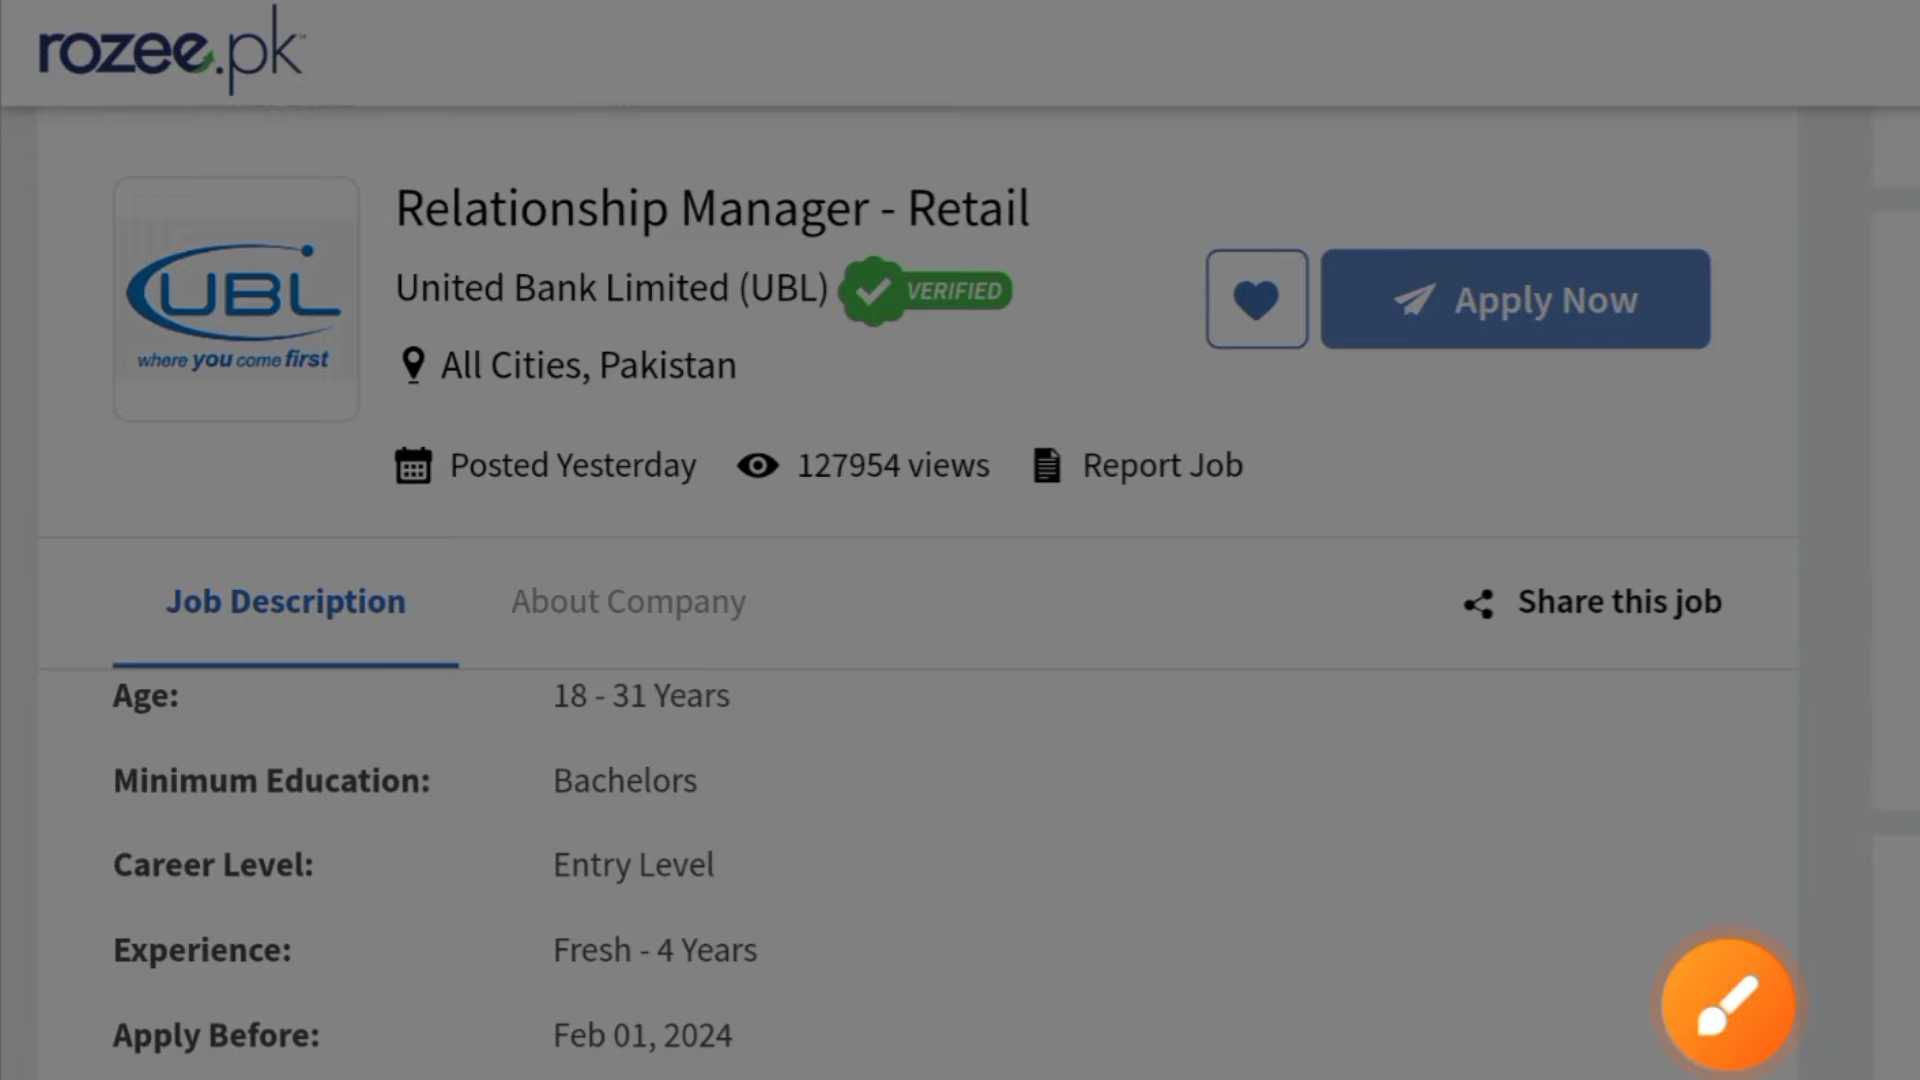 rozee.pk
Relationship Manager - Retail
UBL
where you come first
United Bank Limited (UBL) VERIFIED
All Cities, Pakistan
Apply Now
Posted Yesterday 127954 views Report Job
Job Description About Company Share this job
Age: 18 - 31 Years
Minimum Education: Bachelors
Career Level: Entry Level
Experience: Fresh - 4 Years
Apply Before: Feb 01, 2024